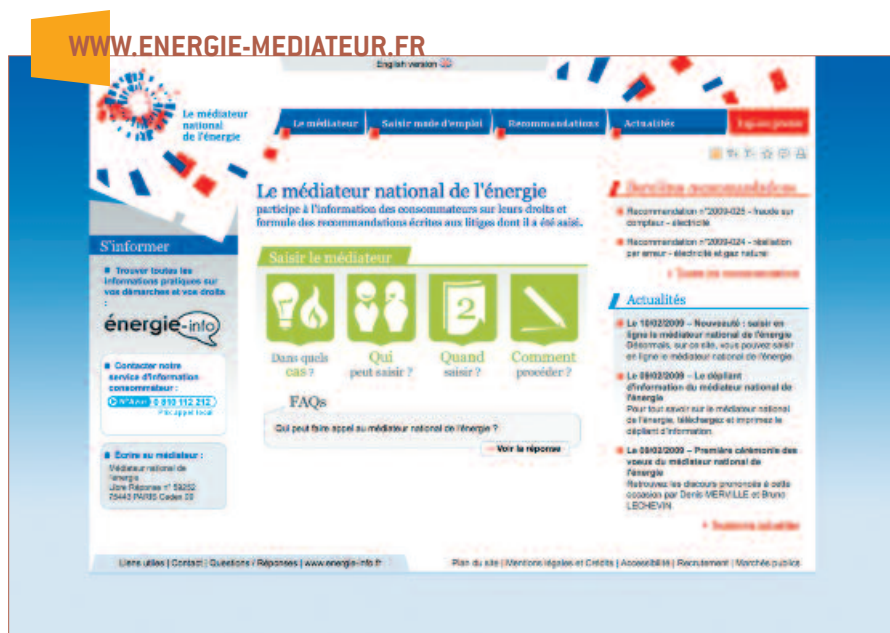 WWW.ENERGIE-MEDIATEUR.FR
English version
Le médiateur
national
de l'énergie
Le médiateur
Saisir mode d'emploi
Recommandations
Actualités
Le médiateur national de l'énergie
participe à l'information des consommateurs sur leurs droits et
formule des recommandations écrites aux litiges dont il a été saisi.
S'informer
Trouver toutes les
informations pratiques sur
vos démarches et vos droits
:
énergie-info
Contacter notre
service d'information
consommateur :
N°Azur 0 810 112 212
Prix appel local
Écrire au médiateur :
Médiateur national de
l'énergie
Libre Réponse n° 59252
75443 PARIS Cedex 09
Saisir le médiateur
2
Dans quels
cas ?
Qui
peut saisir ?
Quand
saisir ?
Comment
procéder ?
FAQs
Qui peut faire appel au médiateur national de l'énergie ?
Voir la réponse
Dernières recommandations
Recommandation n°2009-025 - fraude sur
compteur - électricité
Recommandation n°2009-024 - résiliation
par erreur - électricité et gaz naturel
Toutes les recommandations
Actualités
Le 10/02/2009 – Nouveauté : saisir en
ligne le médiateur national de l'énergie
Désormais, sur ce site, vous pouvez saisir
en ligne le médiateur national de l'énergie.
Le 09/02/2009 – Le dépliant
d'information du médiateur national de
l'énergie
Pour tout savoir sur le médiateur national
de l'énergie, téléchargez et imprimez le
dépliant d'information.
Le 08/02/2009 – Première cérémonie des
voeux du médiateur national de
l'énergie
Retrouvez les discours prononcés à cette
occasion par Denis MERVILLE et Bruno
LECHEVIN.
Toutes les actualités
Liens utiles | Contact | Questions / Réponses | www.energie-info.fr
Plan du site | Mentions légales et Crédits | Accessibilité | Recrutement | Marchés publics